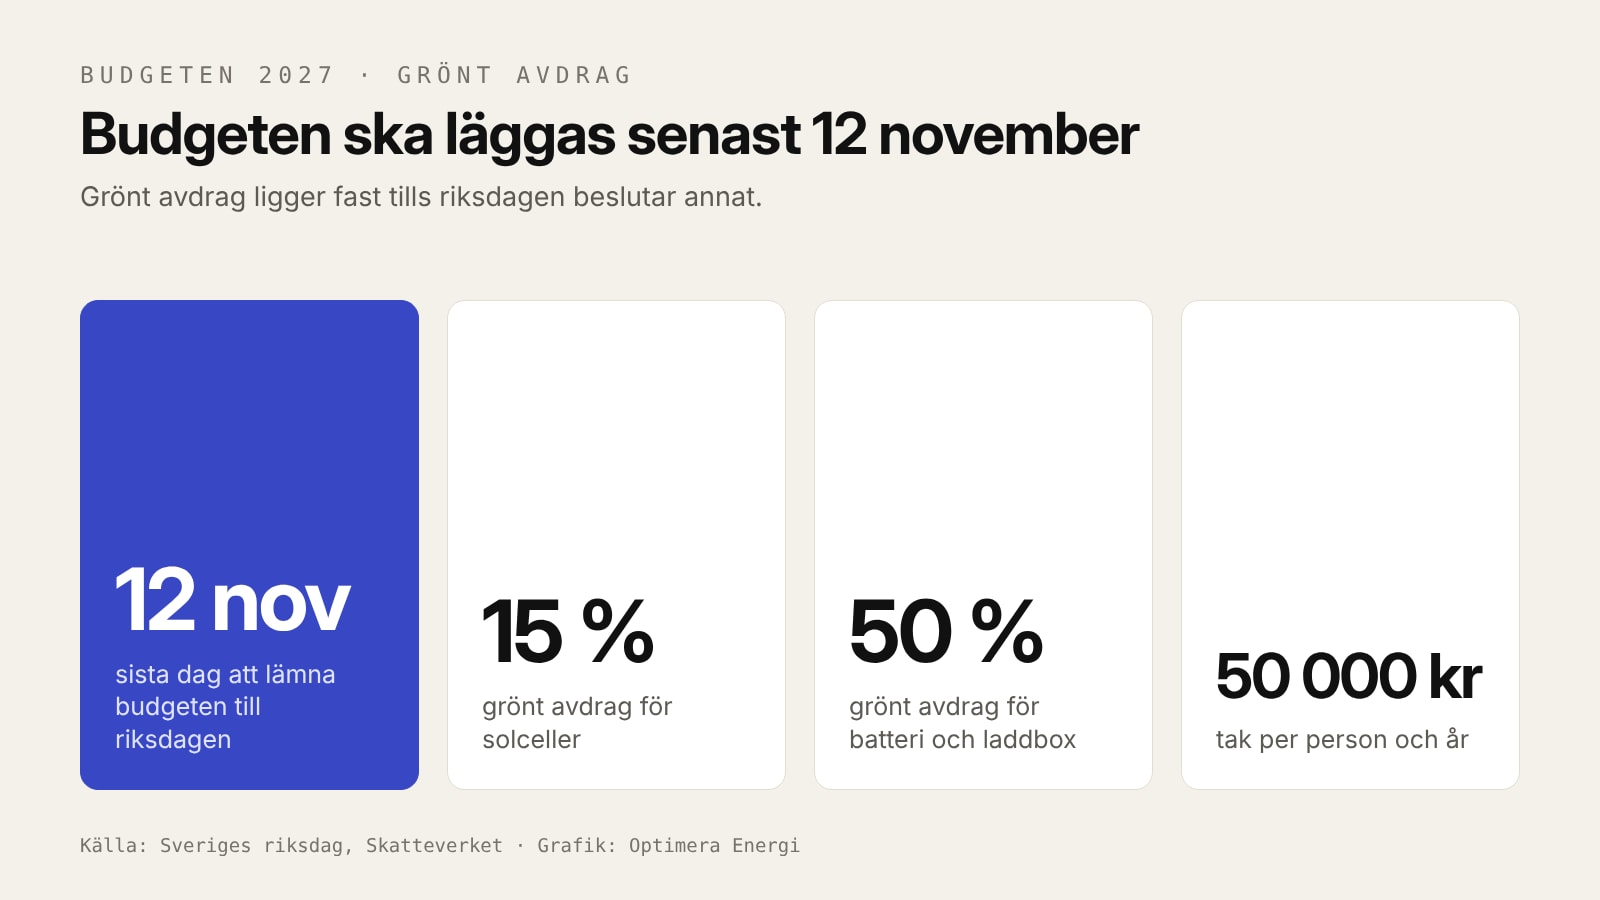 BUDGETEN 2027 · GRÖNT AVDRAG
Budgeten ska läggas senast 12 november
Grönt avdrag ligger fast tills riksdagen beslutar annat.
12 nov
sista dag att lämna
budgeten till
riksdagen
15 %
grönt avdrag för
solceller
50 %
grönt avdrag för
batteri och laddbox
50 000 kr
tak per person och år
Källa: Sveriges riksdag, Skatteverket · Grafik: Optimera Energi